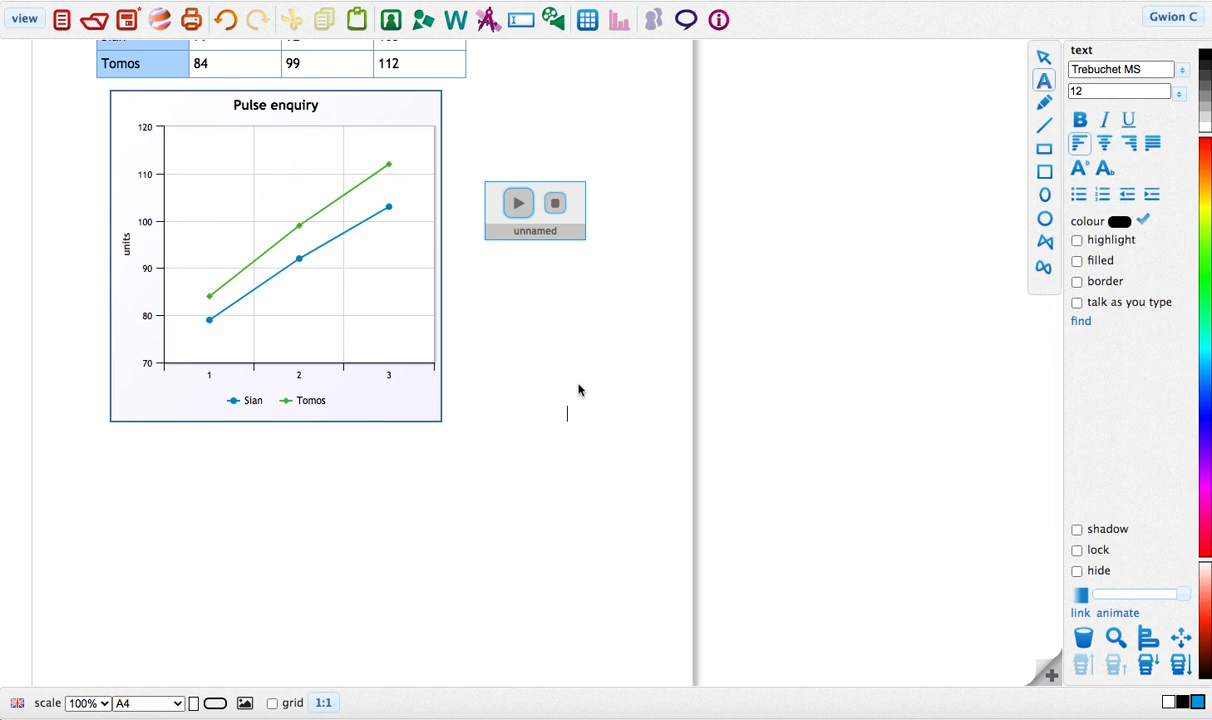 view
Gwion C
text
Trebuchet MS
12
Tomos 84 99 112
Pulse enquiry
120
110
100
90
80
70
units
1 2 3
Sian Tomos
unnamed
colour
highlight
filled
border
talk as you type
find
shadow
lock
hide
link animate
scale 100% A4 grid 1:1